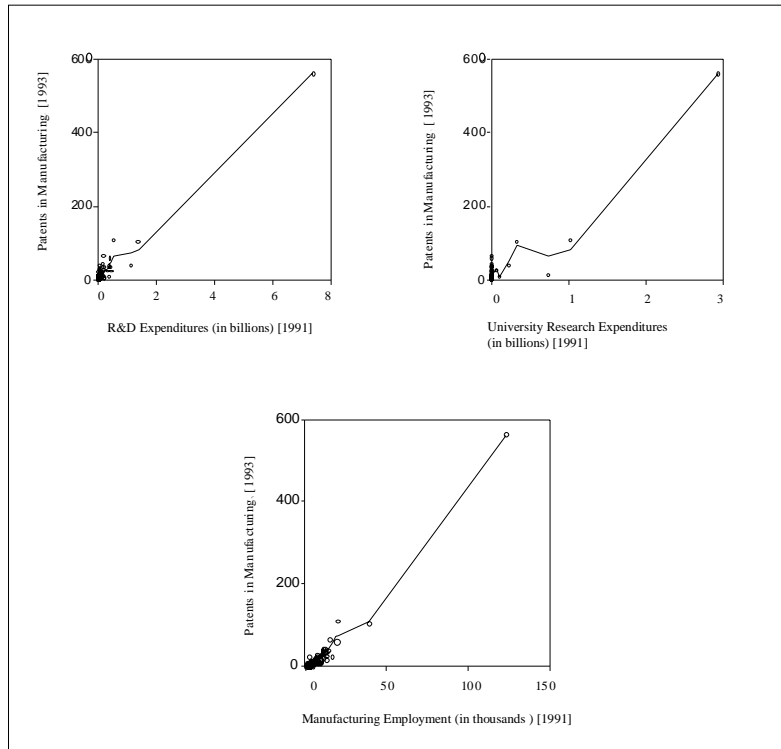 600
400
200
0
Patents in Manufacturing [1993]
0 2 4 6 8
R&D Expenditures (in billions) [1991]
600
400
200
0
Patents in Manufacturing [1993]
0 1 2 3
University Research Expenditures
(in billions) [1991]
600
400
200
0
Patents in Manufacturing. [1993]
0 50 100 150
Manufacturing Employment (in thousands ) [1991]